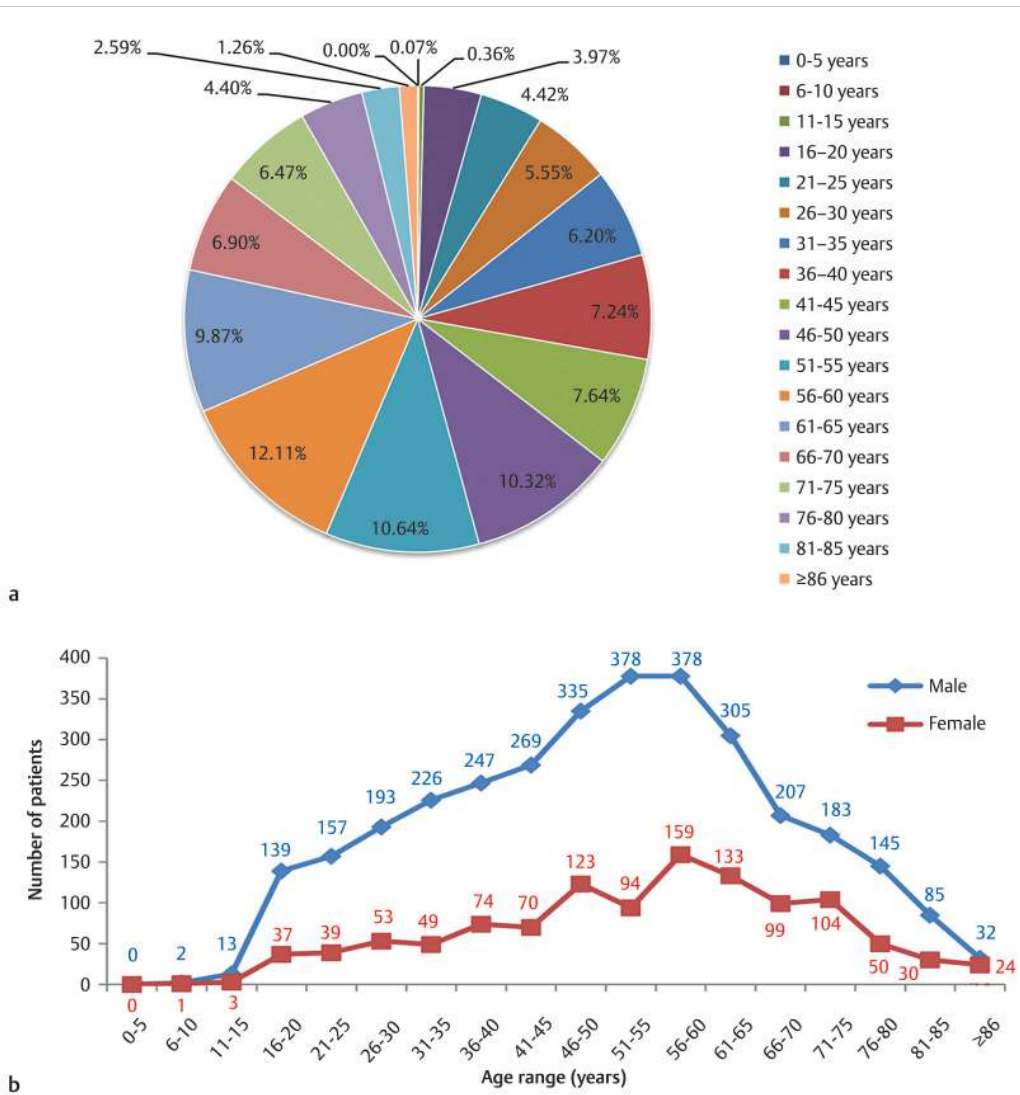 2.59%
1.26%
0.00%
0.07%
0.36%
3.97%
4.40%
4.42%
6.47%
5.55%
6.90%
6.20%
9.87%
7.24%
12.11%
7.64%
10.64%
10.32%
0-5 years
6-10 years
11-15 years
16–20 years
21–25 years
26–30 years
31–35 years
36–40 years
41-45 years
46-50 years
51-55 years
56-60 years
61-65 years
66-70 years
71-75 years
76-80 years
81-85 years
≥86 years
a
Number of patients
400
350
300
250
200
150
100
50
0
0 2 13 139 157 193 226 247 269 335 378 378 305 207 183 145 85 32
0 1 3 37 39 53 49 74 70 123 94 159 133 99 104 50 30 24
Male
Female
0-5 6-10 11-15 16-20 21-25 26-30 31-35 36-40 41-45 46-50 51-55 56-60 61-65 66-70 71-75 76-80 81-85 ≥86
Age range (years)
b